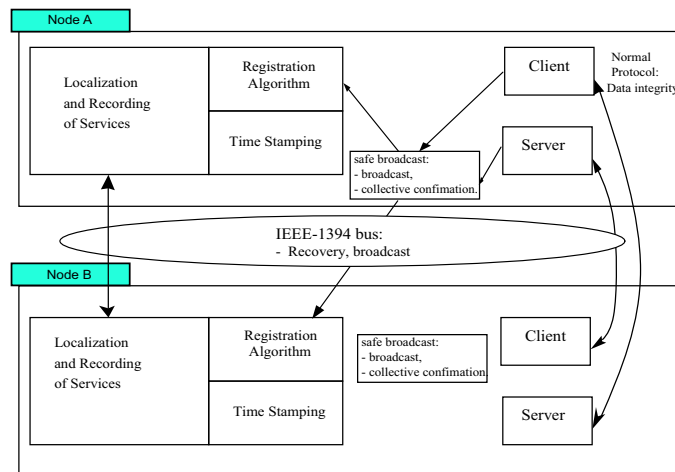 Node A
Localization
and Recording
of Services
Registration
Algorithm
Time Stamping
safe broadcast:
- broadcast,
- collective confimation.
Client
Server
Normal
Protocol:
Data integrity
IEEE-1394 bus:
- Recovery, broadcast
Node B
Localization
and Recording
of Services
Registration
Algorithm
Time Stamping
safe broadcast:
- broadcast,
- collective confimation.
Client
Server